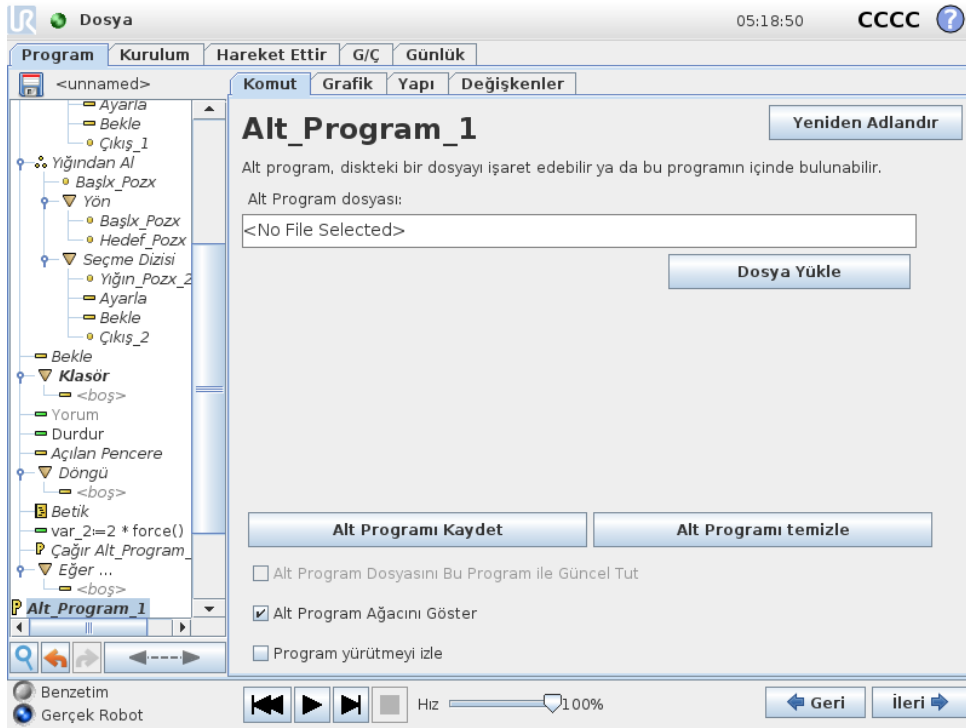 UR Dosya 05:18:50 CCCC ?
Program Kurulum Hareket Ettir G/Ç Günlük
<unnamed>
Komut Grafik Yapı Değişkenler
Ayarla
Bekle
Çıkış_1
Yığından Al
Başlx_Pozx
Yön
Başlx_Pozx
Hedef_Pozx
Seçme Dizisi
Yığın_Pozx_2
Ayarla
Bekle
Çıkış_2
Bekle
Klasör
<boş>
Yorum
Durdur
Açılan Pencere
Döngü
<boş>
Betik
var_2:=2 * force()
Çağır Alt_Program_
Eğer ...
<boş>
Alt_Program_1
Alt_Program_1
Yeniden Adlandır
Alt program, diskteki bir dosyayı işaret edebilir ya da bu programın içinde bulunabilir.
Alt Program dosyası:
<No File Selected>
Dosya Yükle
Alt Programı Kaydet Alt Programı temizle
Alt Program Dosyasını Bu Program ile Güncel Tut
Alt Program Ağacını Göster
Program yürütmeyi izle
Benzetim
Gerçek Robot
Hız 100%
Geri İleri